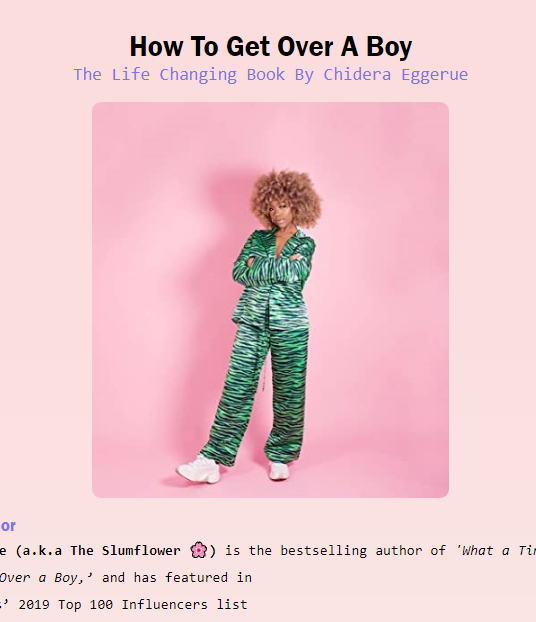 How To Get Over A Boy
The Life Changing Book By Chidera Eggerue
or
e (a.k.a The Slumflower 🌸) is the bestselling author of 'What a Ti
Over a Boy,’ and has featured in
s’ 2019 Top 100 Influencers list